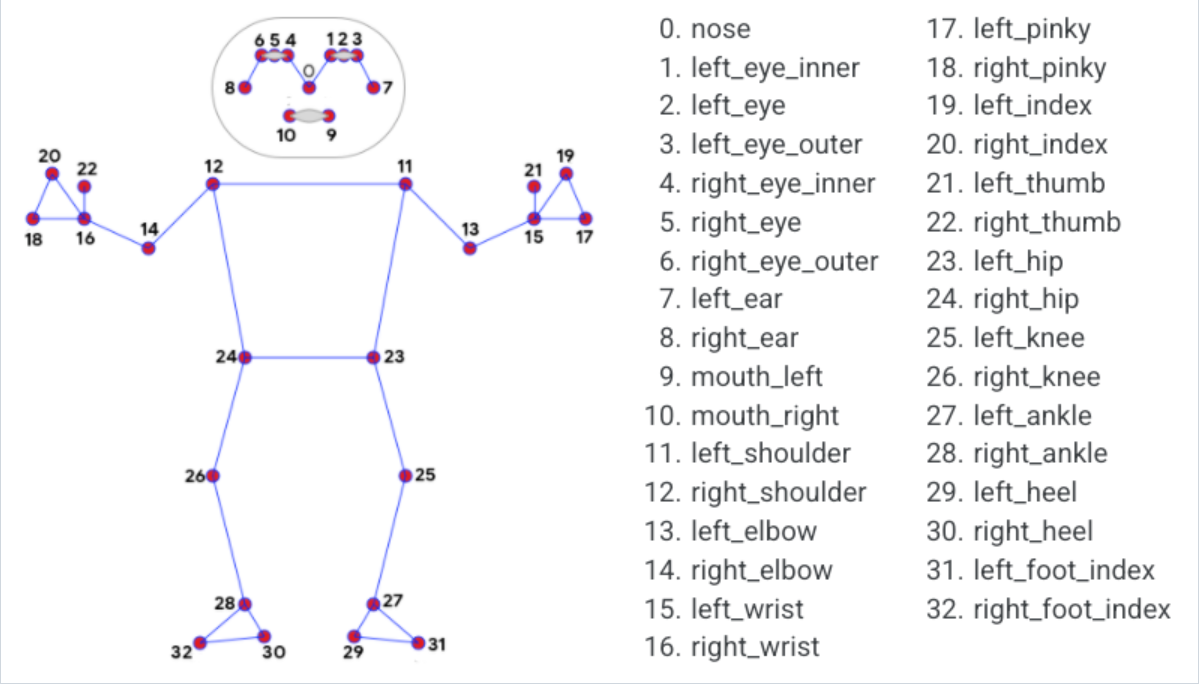 6 5 4 1 2 3
0
8 7
10 9
20 22 12 11 21 19
18 16 14 13 15 17
24 23
26 25
28 27
32 30 29 31
0. nose
1. left_eye_inner
2. left_eye
3. left_eye_outer
4. right_eye_inner
5. right_eye
6. right_eye_outer
7. left_ear
8. right_ear
9. mouth_left
10. mouth_right
11. left_shoulder
12. right_shoulder
13. left_elbow
14. right_elbow
15. left_wrist
16. right_wrist
17. left_pinky
18. right_pinky
19. left_index
20. right_index
21. left_thumb
22. right_thumb
23. left_hip
24. right_hip
25. left_knee
26. right_knee
27. left_ankle
28. right_ankle
29. left_heel
30. right_heel
31. left_foot_index
32. right_foot_index